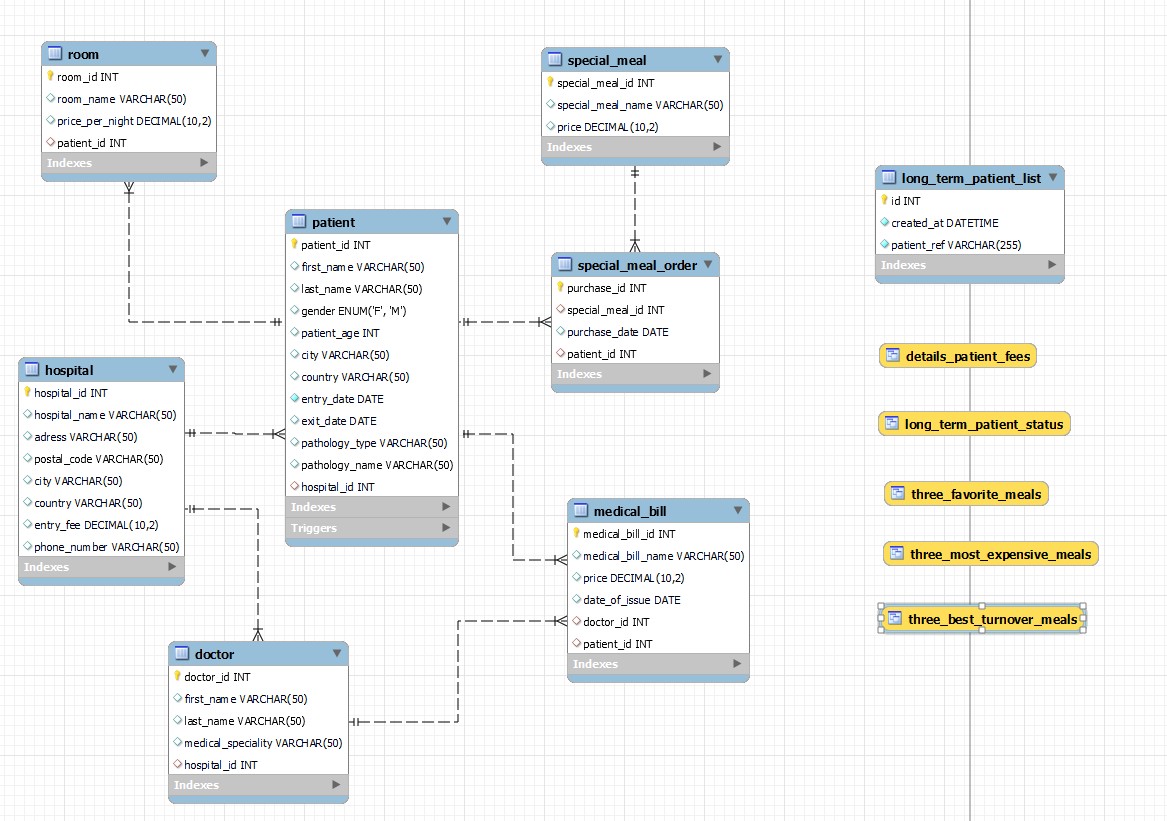 room
room_id INT
room_name VARCHAR(50)
price_per_night DECIMAL(10,2)
patient_id INT
Indexes
special_meal
special_meal_id INT
special_meal_name VARCHAR(50)
price DECIMAL(10,2)
Indexes
long_term_patient_list
id INT
created_at DATETIME
patient_ref VARCHAR(255)
Indexes
patient
patient_id INT
first_name VARCHAR(50)
last_name VARCHAR(50)
gender ENUM('F', 'M')
patient_age INT
city VARCHAR(50)
country VARCHAR(50)
entry_date DATE
exit_date DATE
pathology_type VARCHAR(50)
pathology_name VARCHAR(50)
hospital_id INT
Indexes
Triggers
special_meal_order
purchase_id INT
special_meal_id INT
purchase_date DATE
patient_id INT
Indexes
hospital
hospital_id INT
hospital_name VARCHAR(50)
adress VARCHAR(50)
postal_code VARCHAR(50)
city VARCHAR(50)
country VARCHAR(50)
entry_fee DECIMAL(10,2)
phone_number VARCHAR(50)
Indexes
details_patient_fees
long_term_patient_status
three_favorite_meals
three_most_expensive_meals
three_best_turnover_meals
medical_bill
medical_bill_id INT
medical_bill_name VARCHAR(50)
price DECIMAL(10,2)
date_of_issue DATE
doctor_id INT
patient_id INT
Indexes
doctor
doctor_id INT
first_name VARCHAR(50)
last_name VARCHAR(50)
medical_speciality VARCHAR(50)
hospital_id INT
Indexes